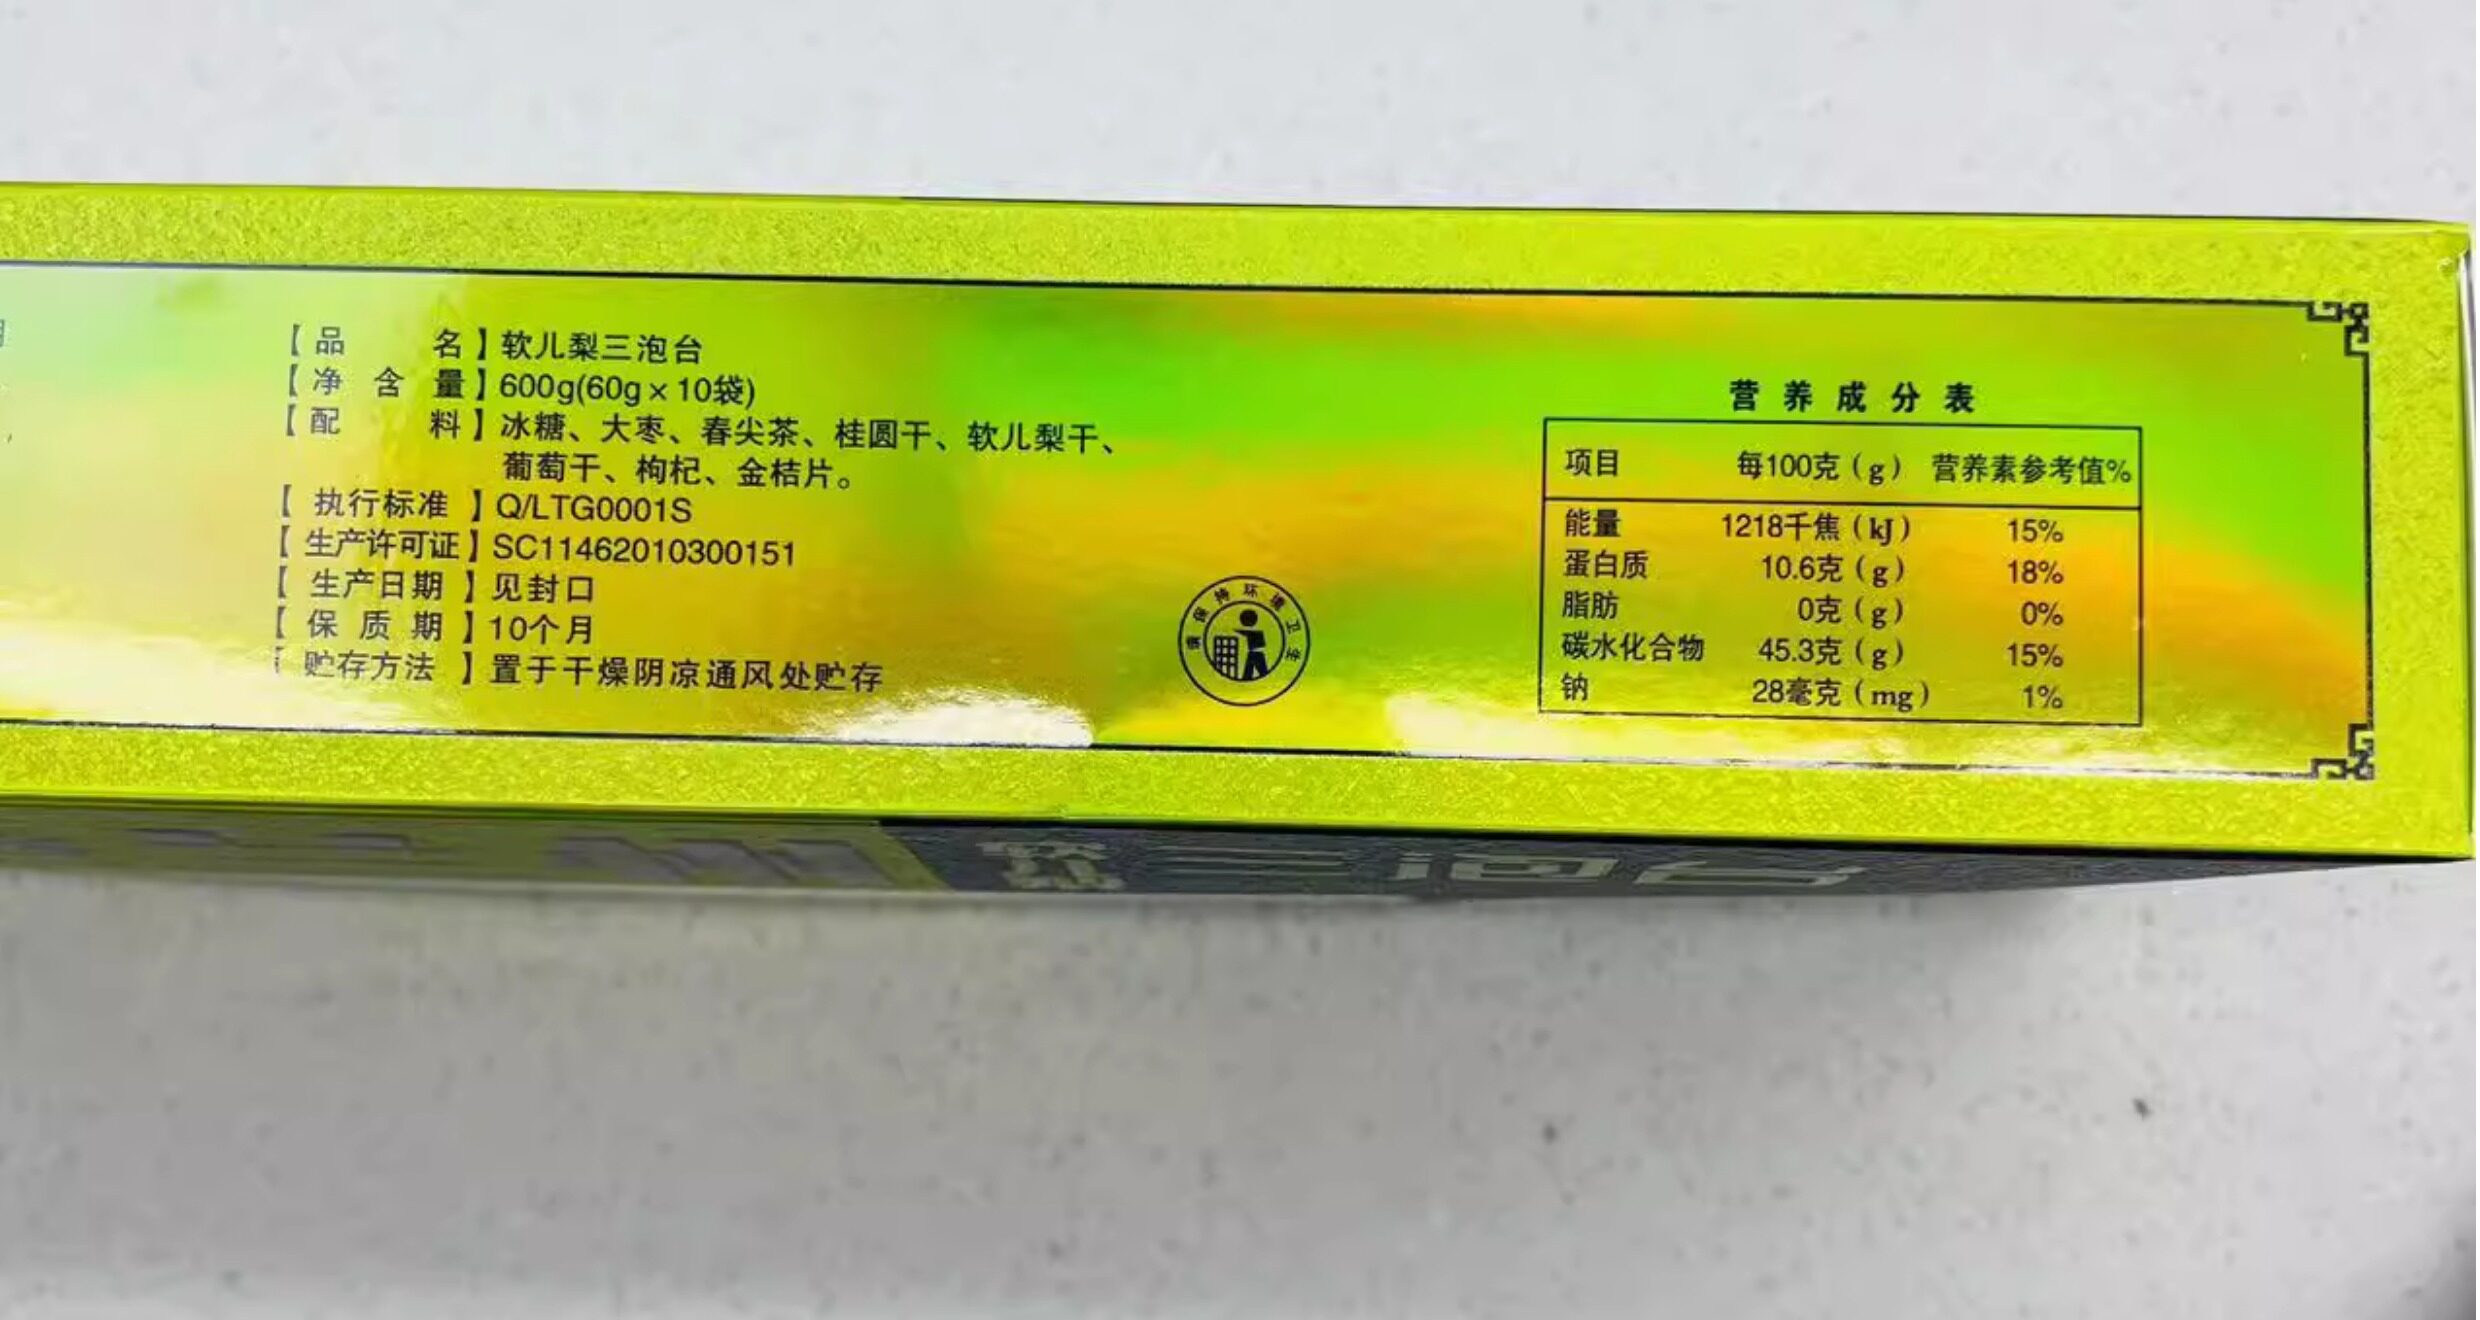 【品名】软儿梨三泡台
【净含量】600g(60g×10袋)
【配料】冰糖、大枣、春尖茶、桂圆干、软儿梨干、
葡萄干、枸杞、金桔片。
【执行标准】Q/LTG0001S
【生产许可证】SC11462010300151
【生产日期】见封口
【保质期】10个月
【贮存方法】置于干燥阴凉通风处贮存
请保持环境卫生
营养成分表
项目 每100克（g） 营养素参考值%
能量 1218千焦（kJ） 15%
蛋白质 10.6克（g） 18%
脂肪 0克（g） 0%
碳水化合物 45.3克（g） 15%
钠 28毫克（mg） 1%